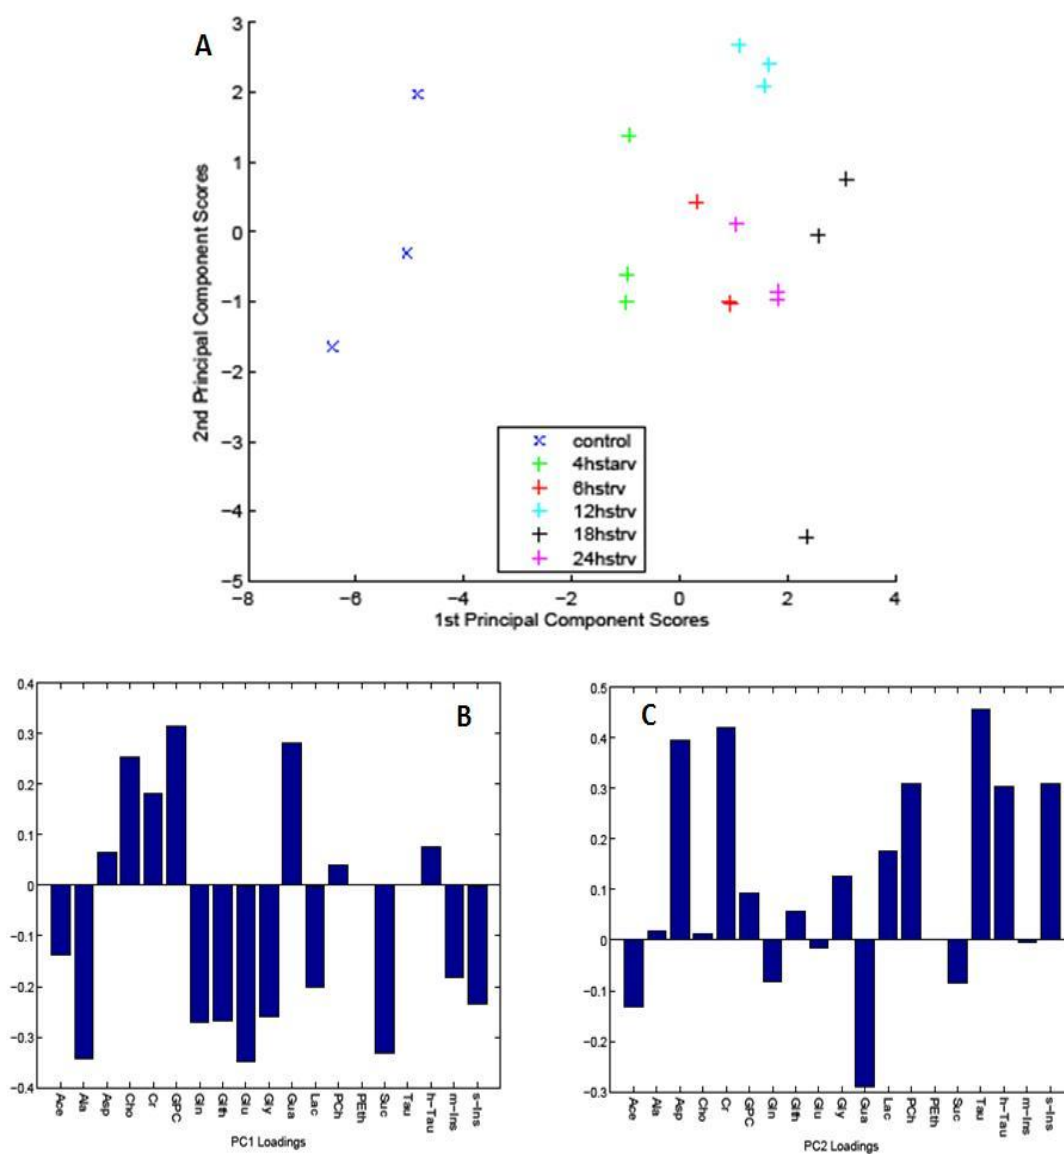 A
3
2
1
0
−1
−2
−3
−4
−5
2nd Principal Component Scores
control
4hstarv
6hstrv
12hstrv
18hstrv
24hstrv
−8 −6 −4 −2 0 2 4
1st Principal Component Scores
B
0.4
0.3
0.2
0.1
0
−0.1
−0.2
−0.3
−0.4
Ace Ala Asp Cho Cr GPC Gln Glth Glu Gly Gua Lac PCh PEth Suc Tau h−Tau m−Ins s−Ins
PC1 Loadings
C
0.5
0.4
0.3
0.2
0.1
0
−0.1
−0.2
−0.3
Ace Ala Asp Cho Cr GPC Gln Glth Glu Gly Gua Lac PCh PEth Suc Tau h−Tau m−Ins s−Ins
PC2 Loadings